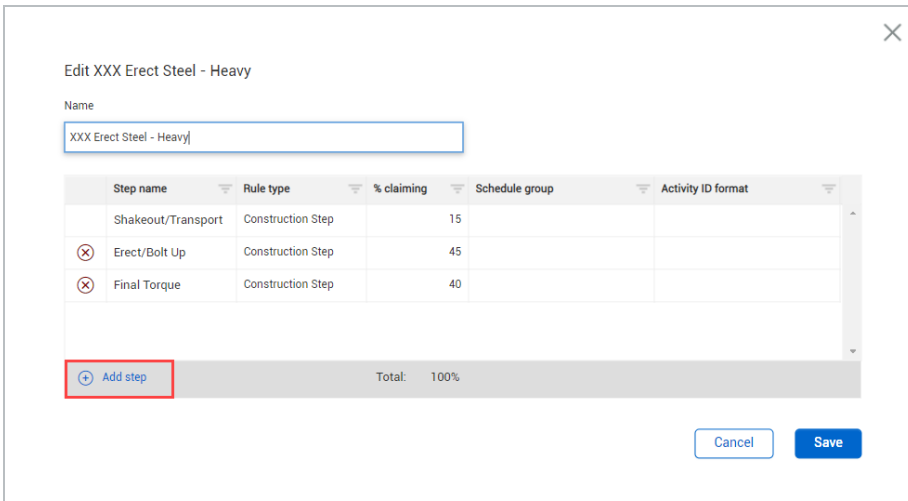 Edit XXX Erect Steel - Heavy
Name
XXX Erect Steel - Heavy
Step name Rule type % claiming Schedule group Activity ID format
Shakeout/Transport Construction Step 15
Erect/Bolt Up Construction Step 45
Final Torque Construction Step 40
Add step Total: 100%
Cancel Save